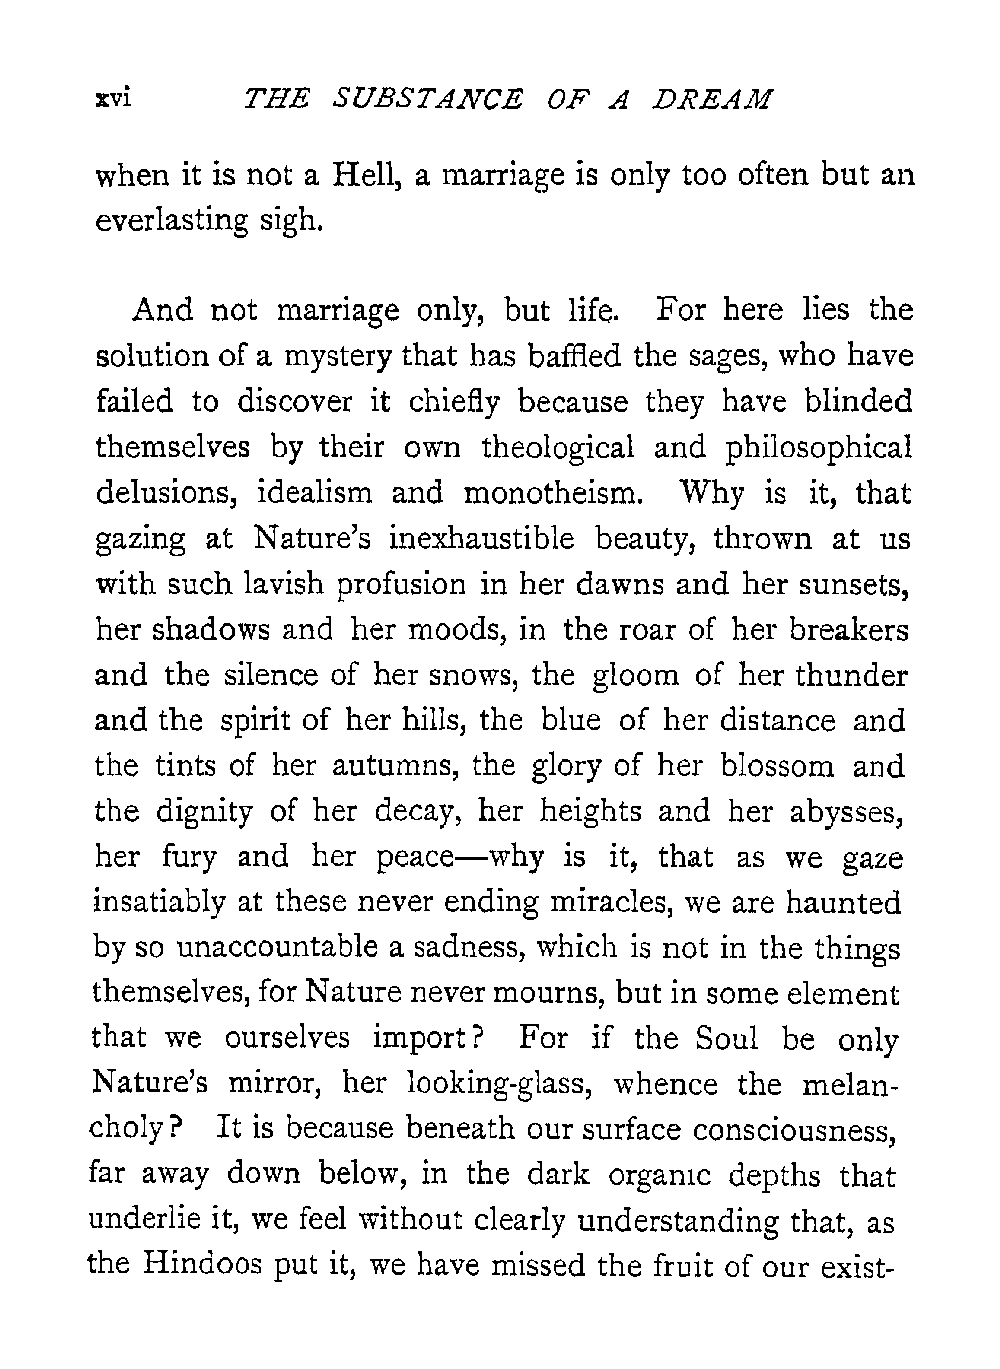 xvi THE SUBSTANCE OF A DREAM
when it is not a Hell, a marriage is only too often but an
everlasting sigh.
And not marriage only, but life. For here lies the
solution of a mystery that has baffled the sages, who have
failed to discover it chiefly because they have blinded
themselves by their own theological and philosophical
delusions, idealism and monotheism. Why is it, that
gazing at Nature's inexhaustible beauty, thrown at us
with such lavish profusion in her dawns and her sunsets,
her shadows and her moods, in the roar of her breakers
and the silence of her snows, the gloom of her thunder
and the spirit of her hills, the blue of her distance and
the tints of her autumns, the glory of her blossom and
the dignity of her decay, her heights and her abysses,
her fury and her peace—why is it, that as we gaze
insatiably at these never ending miracles, we are haunted
by so unaccountable a sadness, which is not in the things
themselves, for Nature never mourns, but in some element
that we ourselves import? For if the Soul be only
Nature's mirror, her looking-glass, whence the melan-
choly? It is because beneath our surface consciousness,
far away down below, in the dark organic depths that
underlie it, we feel without clearly understanding that, as
the Hindoos put it, we have missed the fruit of our exist-